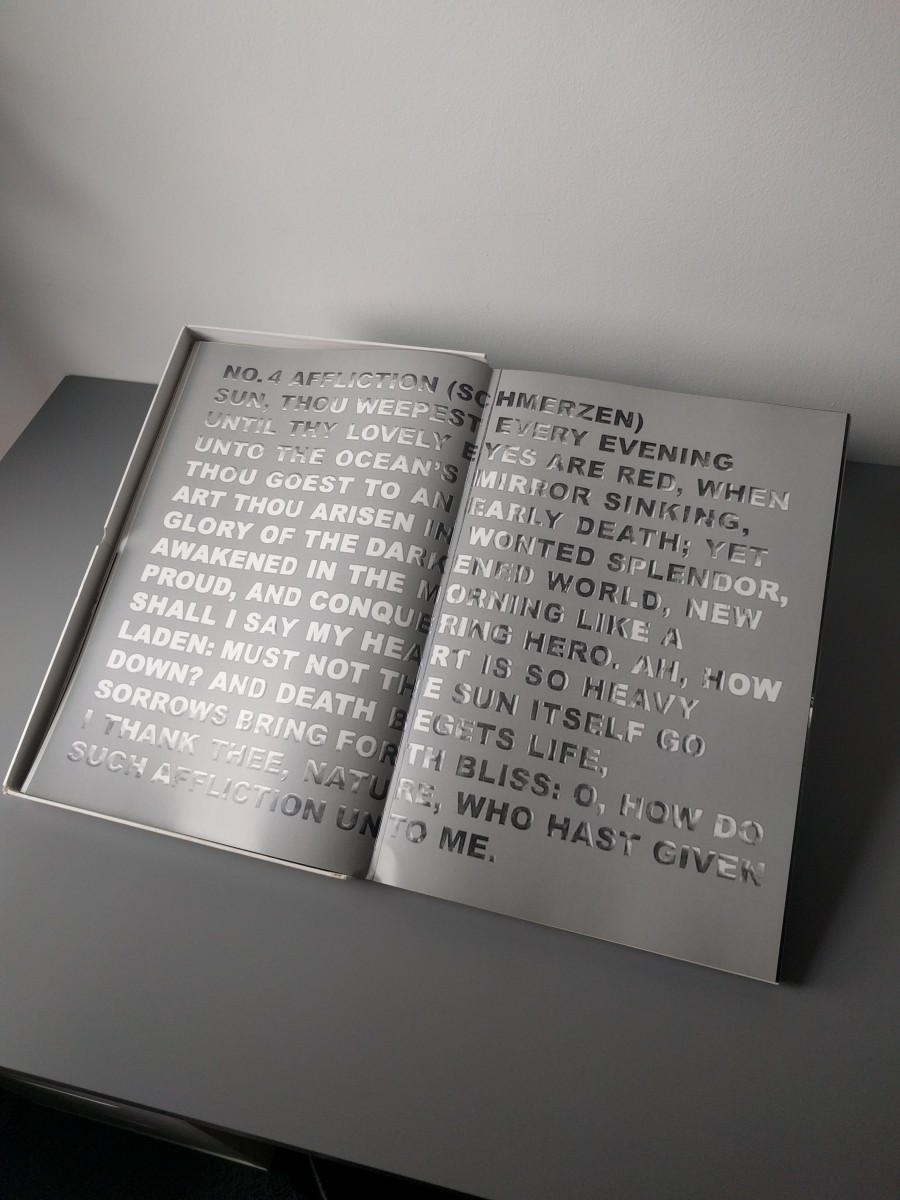 NO. 4 AFFLICTION (SCHMERZEN)
SUN, THOU WEEPEST EVERY EVENING
UNTIL THY LOVELY EYES ARE RED, WHEN
UNTO THE OCEAN'S MIRROR SINKING,
THOU GOEST TO AN EARLY DEATH; YET
ART THOU ARISEN IN WONTED SPLENDOR,
GLORY OF THE DARKENED WORLD, NEW
AWAKENED IN THE MORNING LIKE A
PROUD, AND CONQUERING HERO. AH, HOW
SHALL I SAY MY HEART IS SO HEAVY
LADEN: MUST NOT THE SUN ITSELF GO
DOWN? AND DEATH BEGETS LIFE,
SORROWS BRING FORTH BLISS: O, HOW DO
I THANK THEE, NATURE, WHO HAST GIVEN
SUCH AFFLICTION UNTO ME.